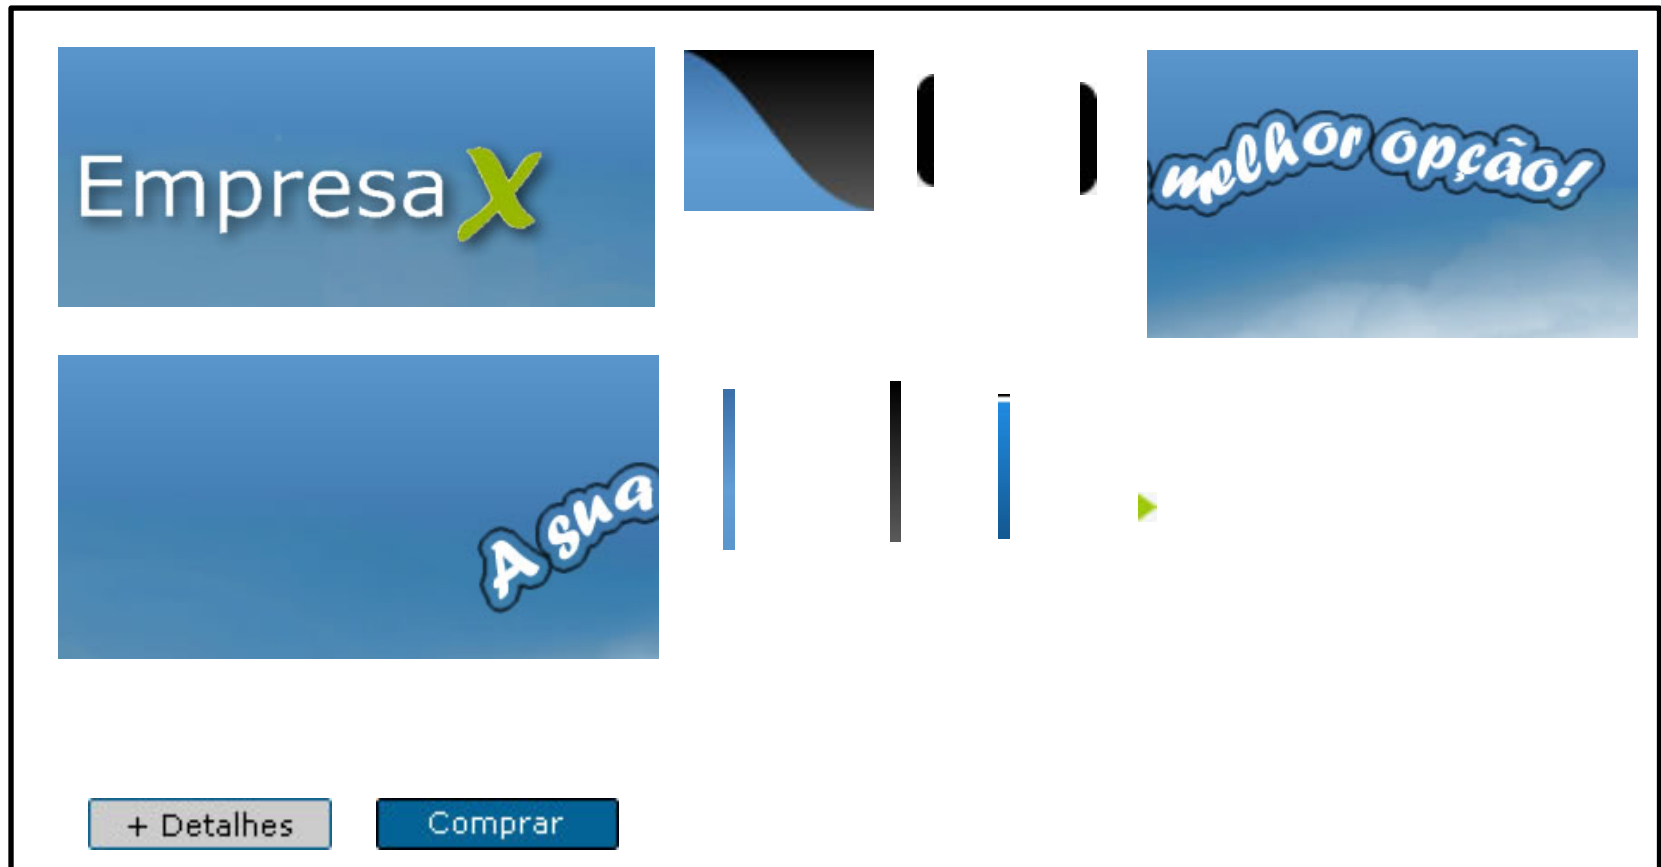 Empresa X
melhor opção!
A sua
+ Detalhes
Comprar